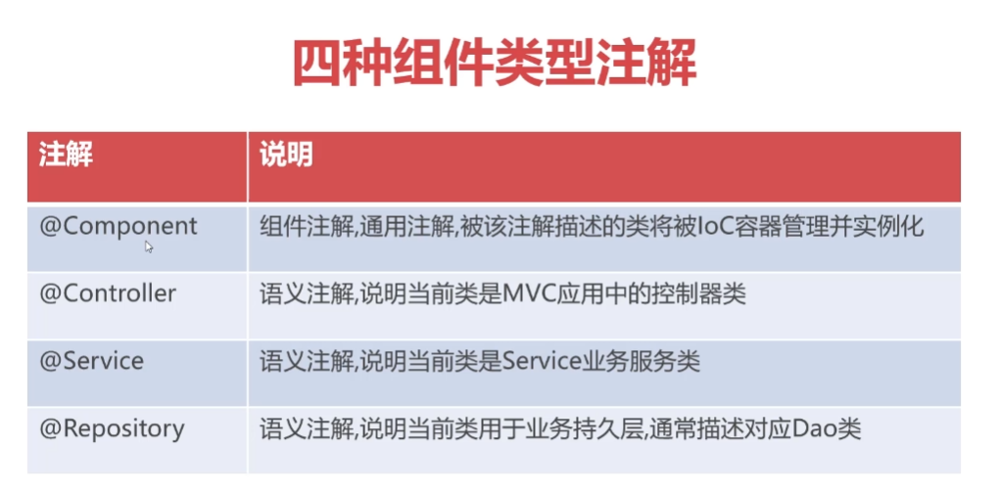 四种组件类型注解
注解 说明
@Component 组件注解,通用注解,被该注解描述的类将被IoC容器管理并实例化
@Controller 语义注解,说明当前类是MVC应用中的控制器类
@Service 语义注解,说明当前类是Service业务服务类
@Repository 语义注解,说明当前类用于业务持久层,通常描述对应Dao类